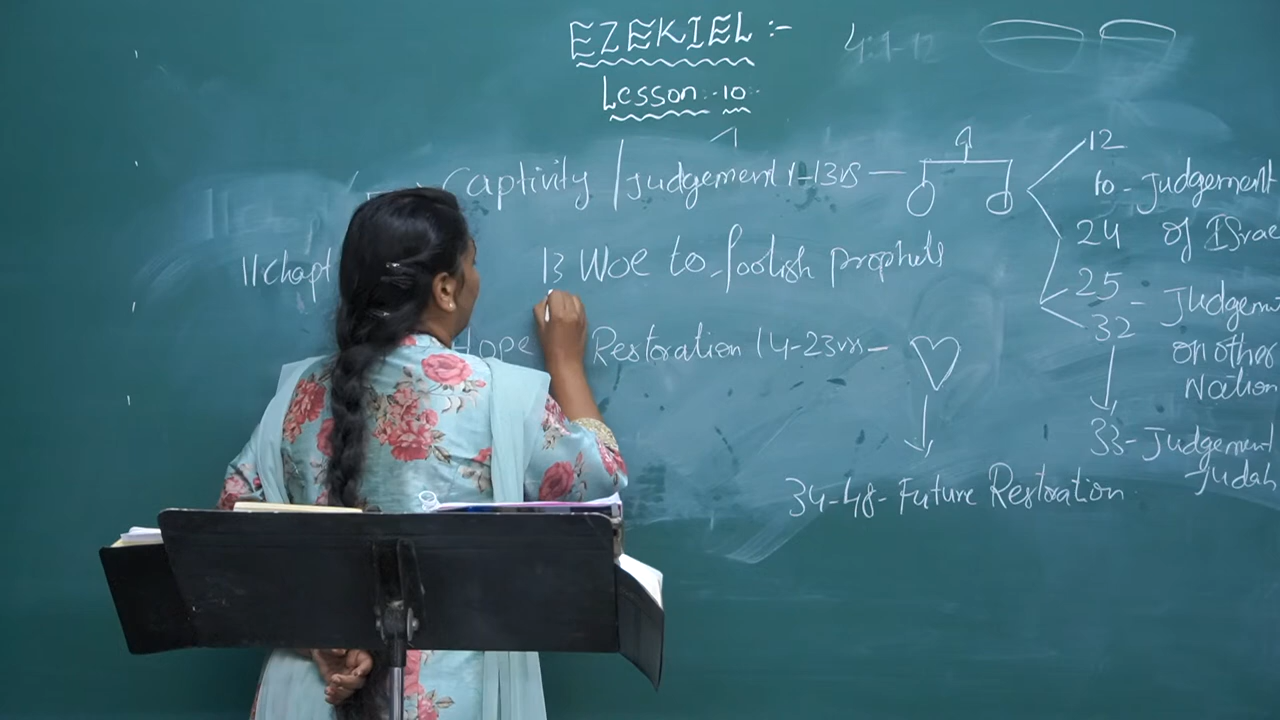 EZEKIEL :-
4:1-12
Lesson :-10:-
Captivity / Judgement 1-13vs —
12
10 - Judgement
24 of ISrae
11 chapt
13 Woe to foolish prophets
25
32 - Judgem
on other
Nation
Hope Restoration 14-23vs -
33 - Judgement
Judah
34-48 - Future Restoration